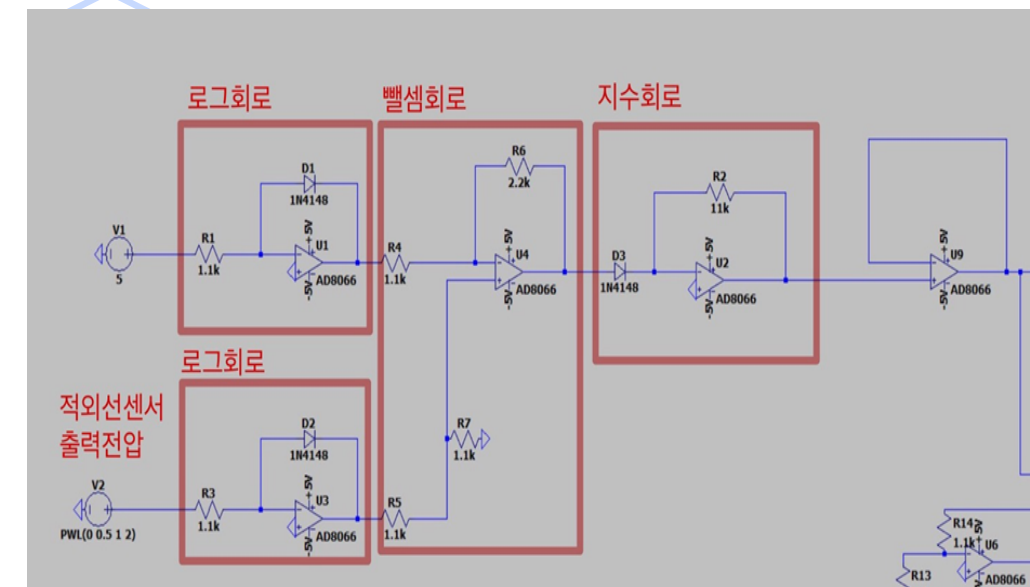 로그회로
뺄셈회로
지수회로
D1
1N4148
R6
2.2k
R2
11k
V1
5
R1
1.1k
+5V
U1
-5V
AD8066
R4
1.1k
+5V
U4
-5V
AD8066
D3
1N4148
+5V
U2
-5V
AD8066
+5V
U9
-5V
AD8066
로그회로
적외선센서
출력전압
D2
1N4148
R7
1.1k
V2
PWL(0 0.5 1 2)
R3
1.1k
+5V
U3
-5V
AD8066
R5
1.1k
R14
1.1k
+5V
U6
AD8066
R13